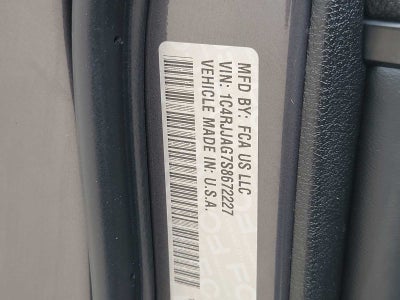 MFD BY: FCA US LLC
VIN: 1C4RJJAG7S8672227
VEHICLE MADE IN: U.S.A.